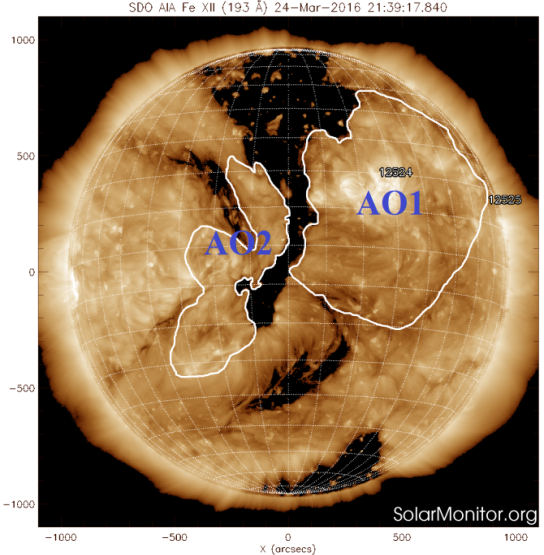 SDO AIA Fe XII (193 Å) 24-Mar-2016 21:39:17.840
1000
500
0
-500
-1000
12524
12525
AO1
AO2
SolarMonitor.org
-1000 -500 0 500 1000
X (arcsecs)